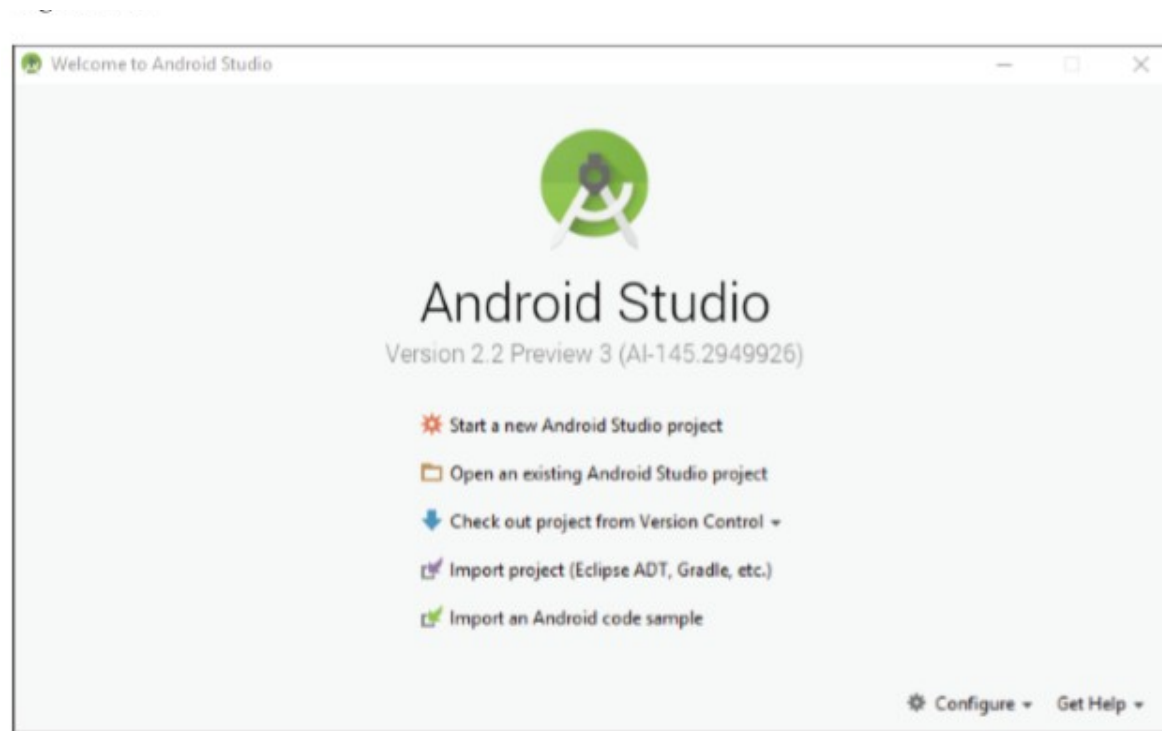 Welcome to Android Studio
Android Studio
Version 2.2 Preview 3 (AI-145.2949926)
Start a new Android Studio project
Open an existing Android Studio project
Check out project from Version Control
Import project (Eclipse ADT, Gradle, etc.)
Import an Android code sample
Configure Get Help